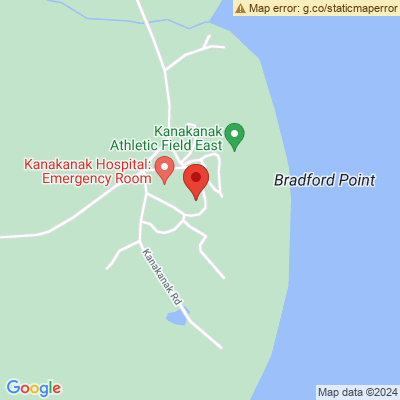 Map error: g.co/staticmaperror
Kanakanak
Athletic Field East
Kanakanak Hospital:
Emergency Room
Bradford Point
Kanakanak Rd
Google
Map data ©2024